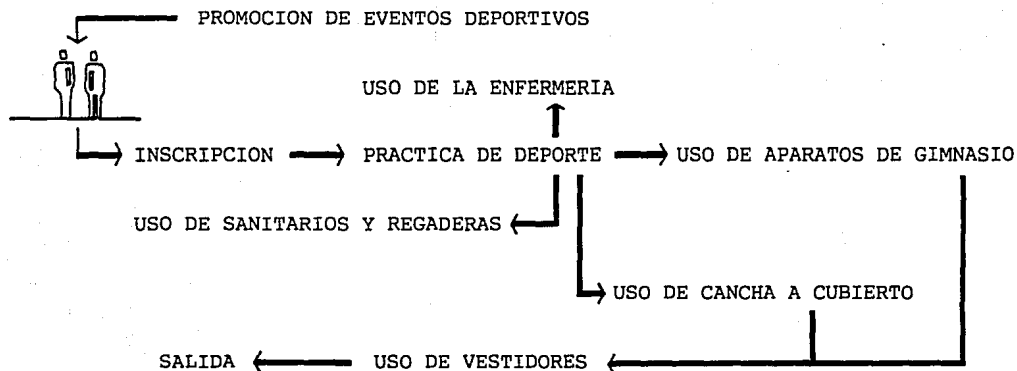 PROMOCION DE EVENTOS DEPORTIVOS
USO DE LA ENFERMERIA
INSCRIPCION PRACTICA DE DEPORTE USO DE APARATOS DE GIMNASIO
USO DE SANITARIOS Y REGADERAS
USO DE CANCHA A CUBIERTO
SALIDA USO DE VESTIDORES